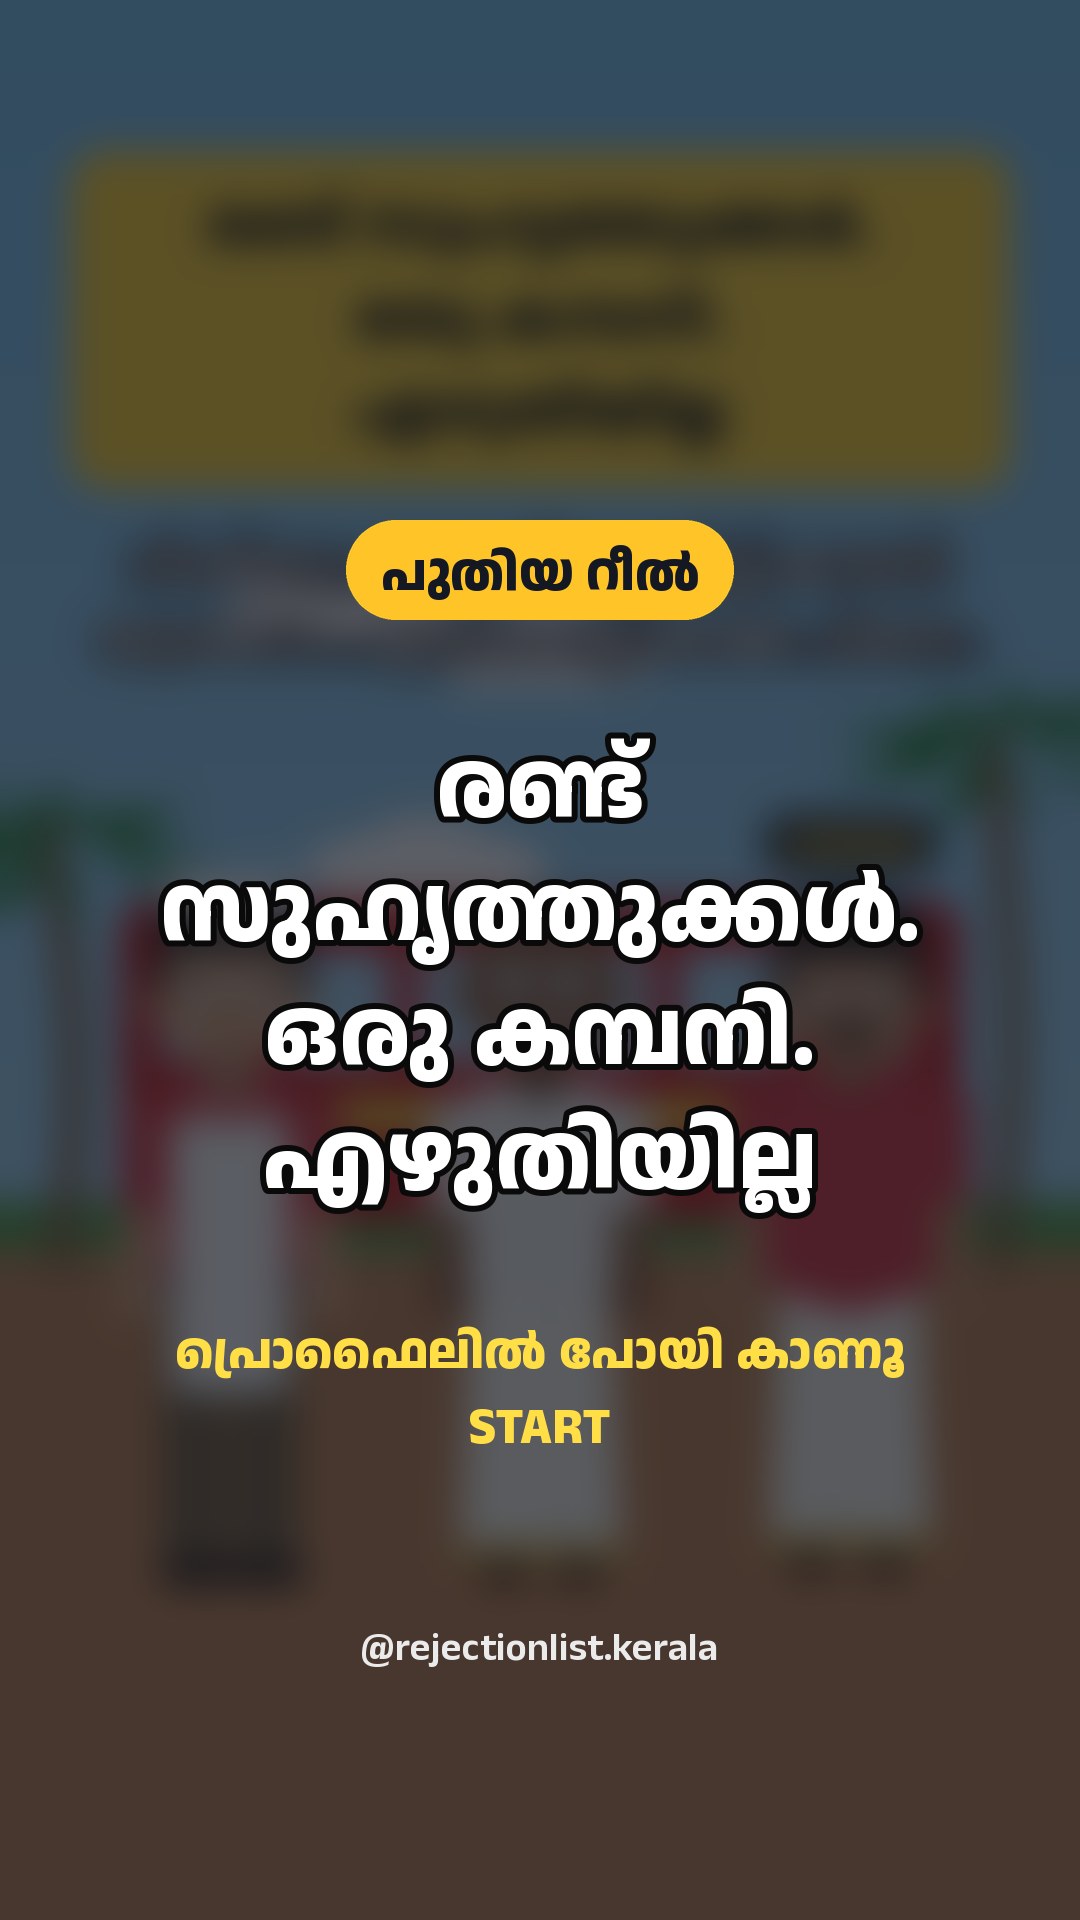 പുതിയ റീൽ
രണ്ട്
സുഹൃത്തുക്കൾ.
ഒരു കമ്പനി.
എഴുതിയില്ല
പ്രൊഫൈലിൽ പോയി കാണൂ
START
@rejectionlist.kerala